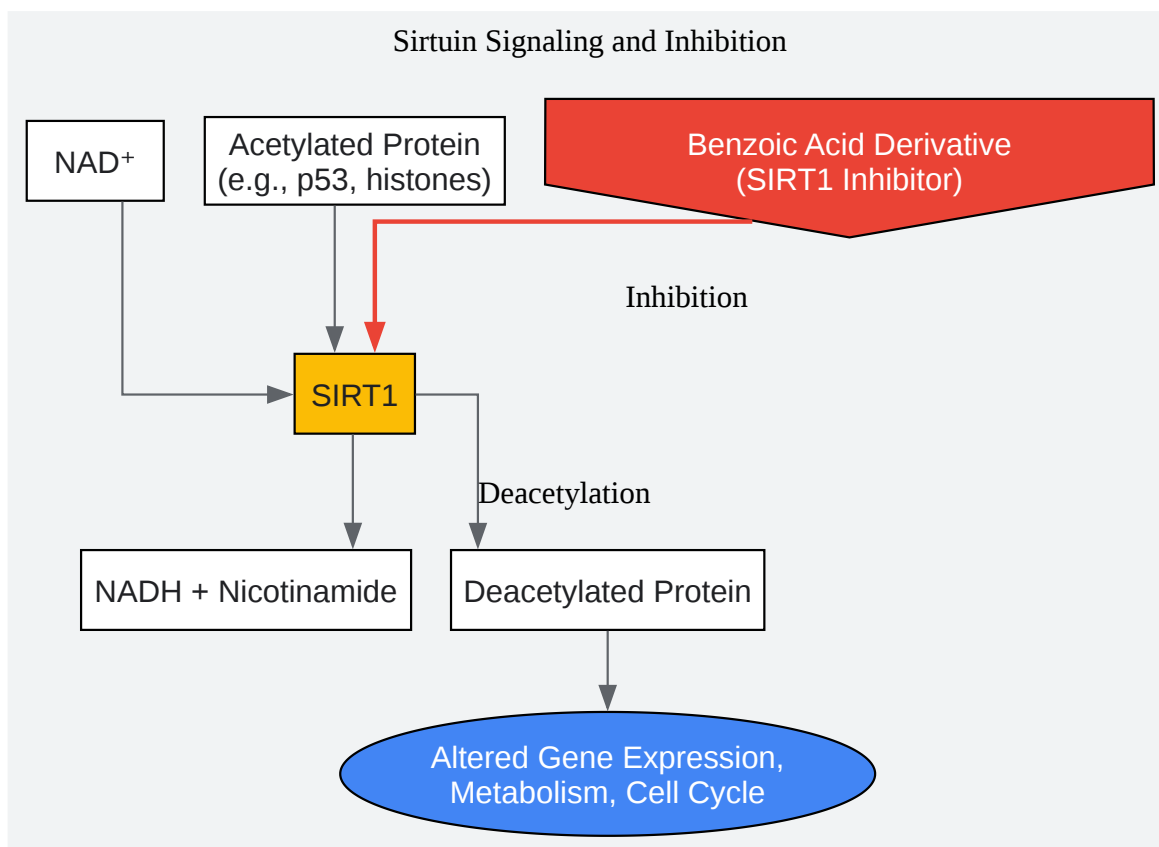 Sirtuin Signaling and Inhibition
NAD⁺
Acetylated Protein
(e.g., p53, histones)
Benzoic Acid Derivative
(SIRT1 Inhibitor)
Inhibition
SIRT1
Deacetylation
NADH + Nicotinamide
Deacetylated Protein
Altered Gene Expression,
Metabolism, Cell Cycle